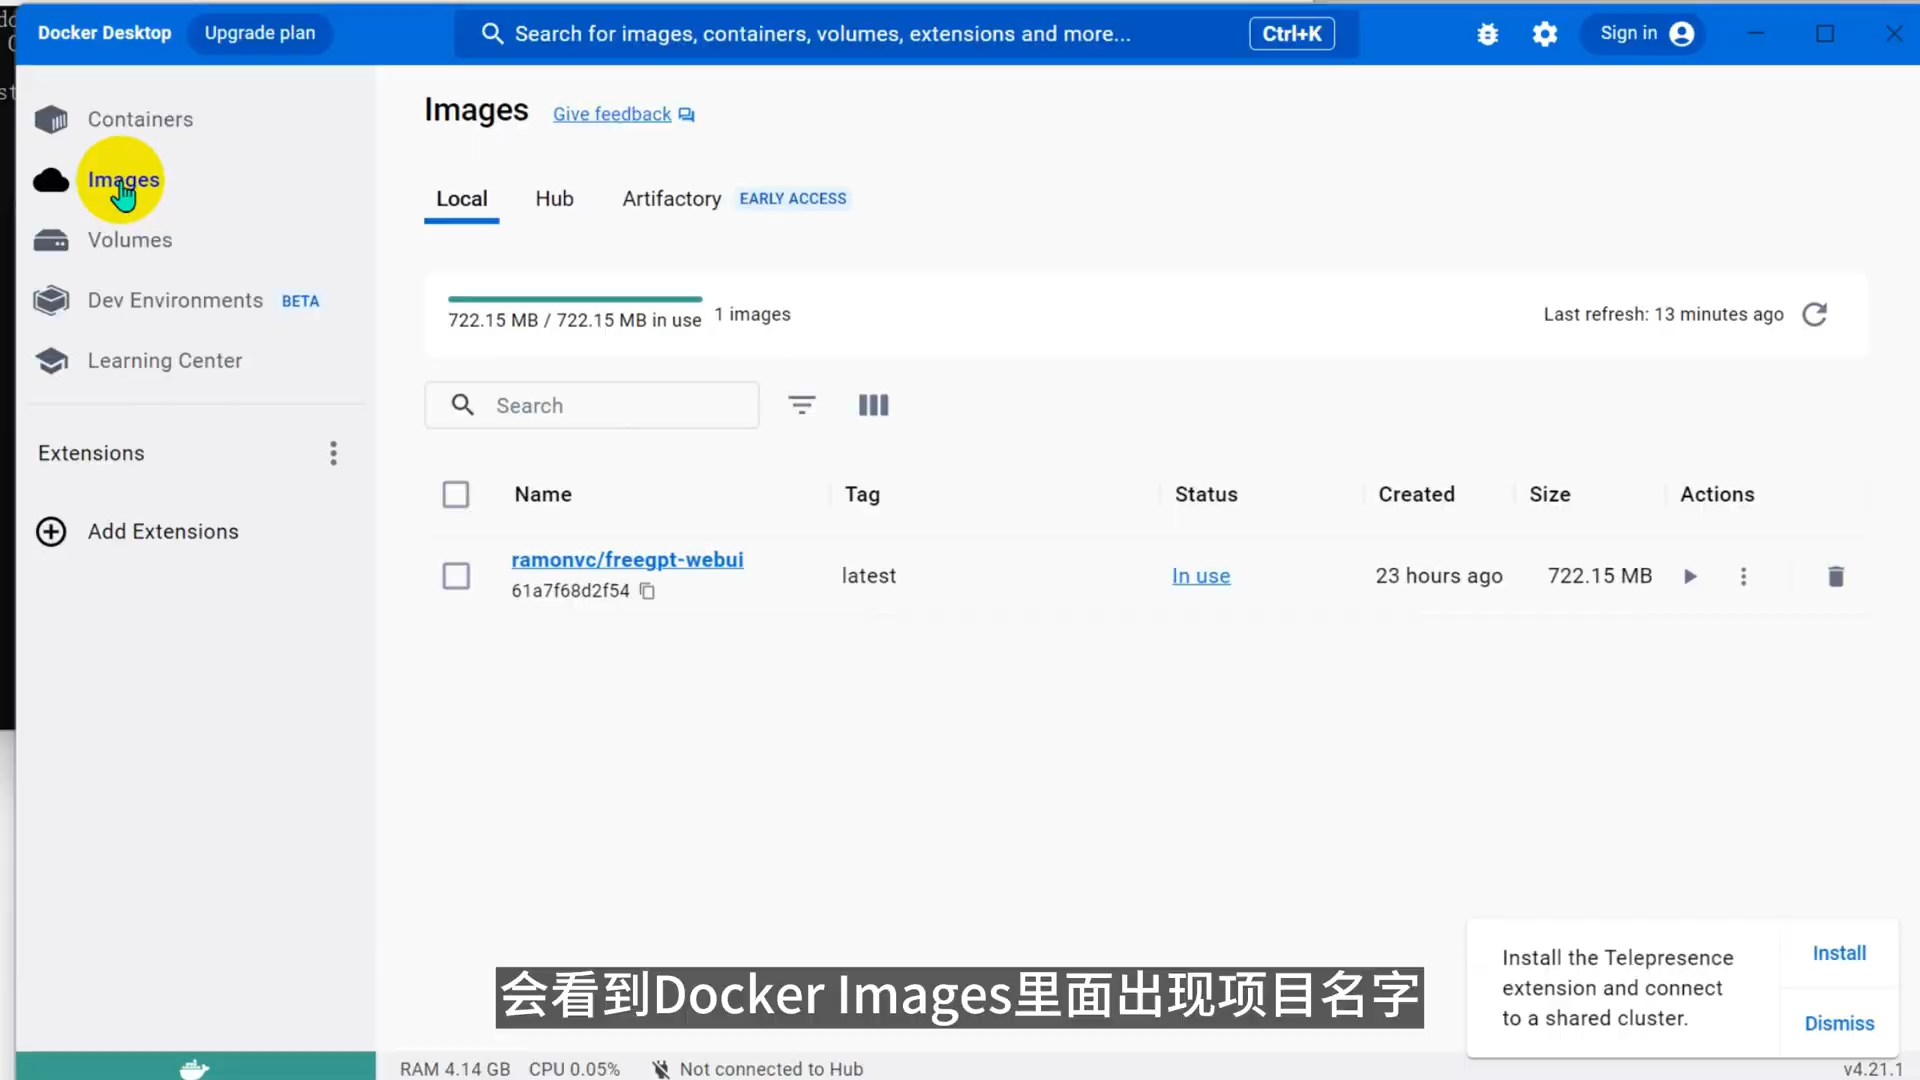 Docker Desktop
Upgrade plan
Search for images, containers, volumes, extensions and more...
Ctrl+K
Sign in
Containers
Images
Volumes
Dev Environments BETA
Learning Center
Extensions
Add Extensions
Images
Give feedback
Local
Hub
Artifactory
EARLY ACCESS
722.15 MB / 722.15 MB in use
1 images
Last refresh: 13 minutes ago
Search
Name
Tag
Status
Created
Size
Actions
ramonvc/freegpt-webui
61a7f68d2f54
latest
In use
23 hours ago
722.15 MB
Install the Telepresence
extension and connect
to a shared cluster.
Install
Dismiss
会看到Docker Images里面出现项目名字
RAM 4.14 GB CPU 0.05%
Not connected to Hub
v4.21.1